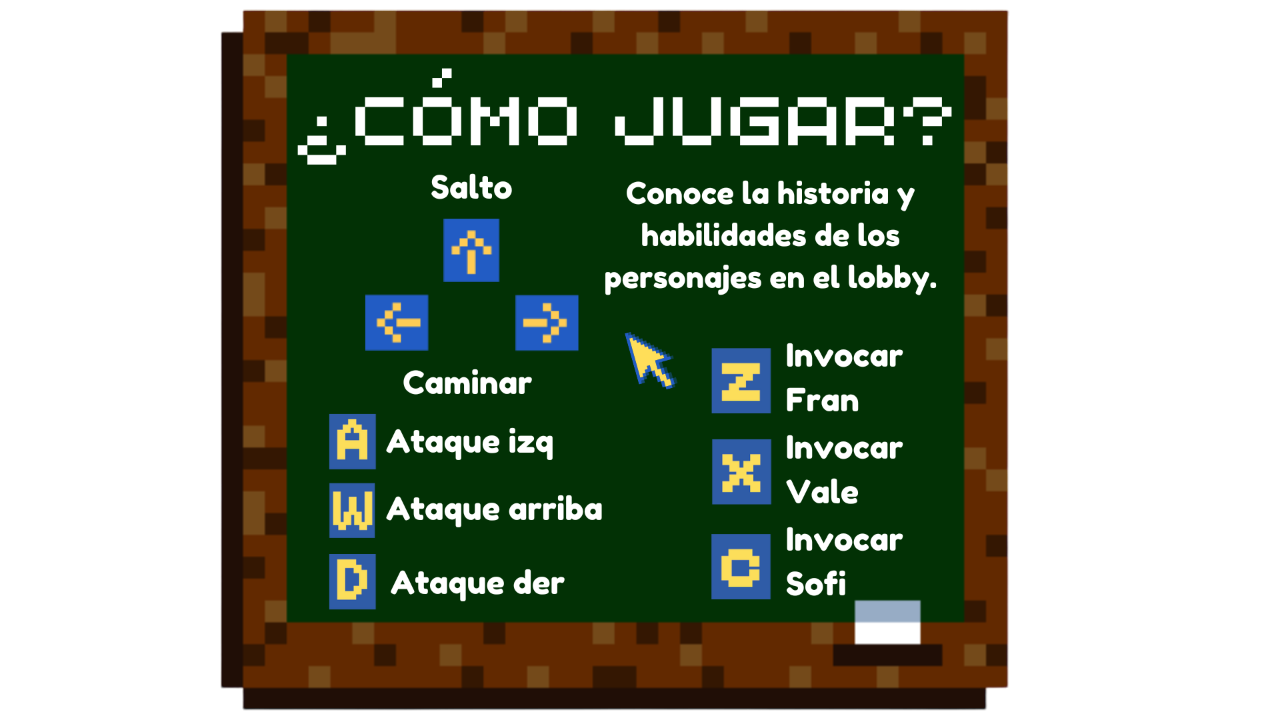 ¿CÓMO JUGAR?
Salto
Caminar
A Ataque izq
W Ataque arriba
D Ataque der
Conoce la historia y
habilidades de los
personajes en el lobby.
Z Invocar
Fran
X Invocar
Vale
C Invocar
Sofi